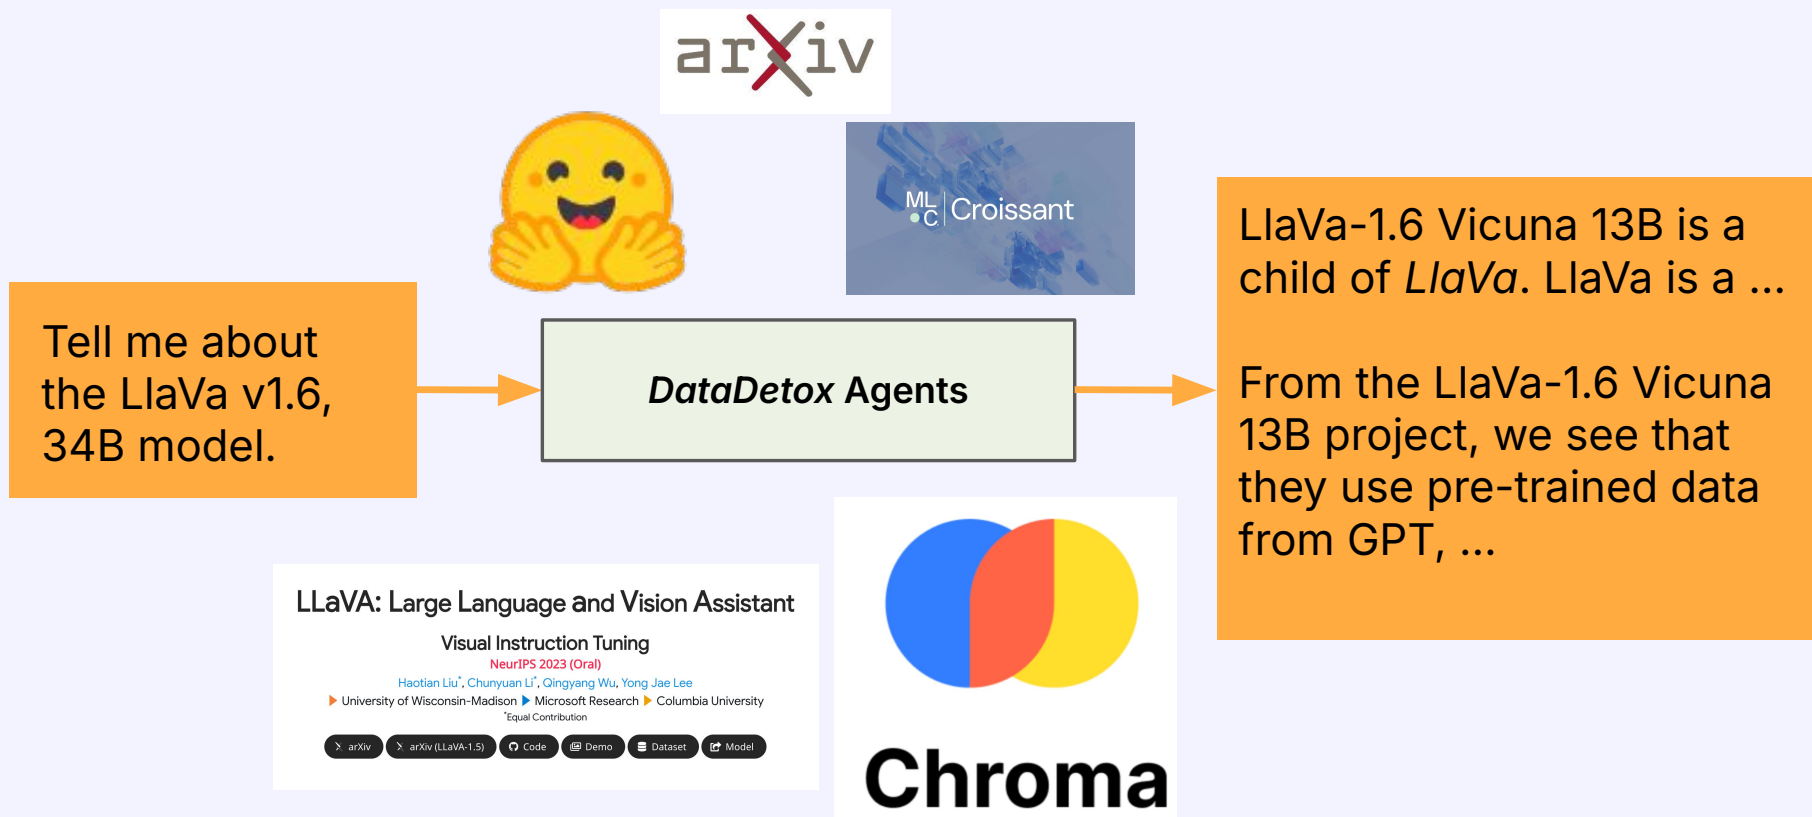 arXiv
ML
C
Croissant
Tell me about
the LlaVa v1.6,
34B model.
DataDetox Agents
LlaVa-1.6 Vicuna 13B is a
child of LlaVa. LlaVa is a ...
From the LlaVa-1.6 Vicuna
13B project, we see that
they use pre-trained data
from GPT, ...
LLaVA: Large Language and Vision Assistant
Visual Instruction Tuning
NeurIPS 2023 (Oral)
Haotian Liu*, Chunyuan Li*, Qingyang Wu, Yong Jae Lee
University of Wisconsin-Madison Microsoft Research Columbia University
*Equal Contribution
arXiv arXiv (LLaVA-1.5) Code Demo Dataset Model
Chroma